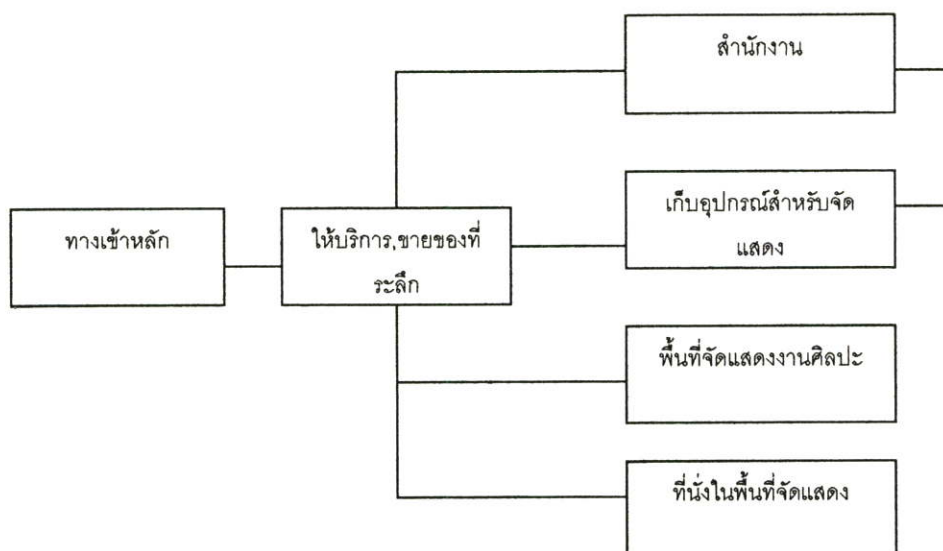 สำนักงาน
เก็บอุปกรณ์สำหรับจัด
แสดง
ทางเข้าหลัก
ให้บริการ,ขายของที่
ระลึก
พื้นที่จัดแสดงงานศิลปะ
ที่นั่งในพื้นที่จัดแสดง